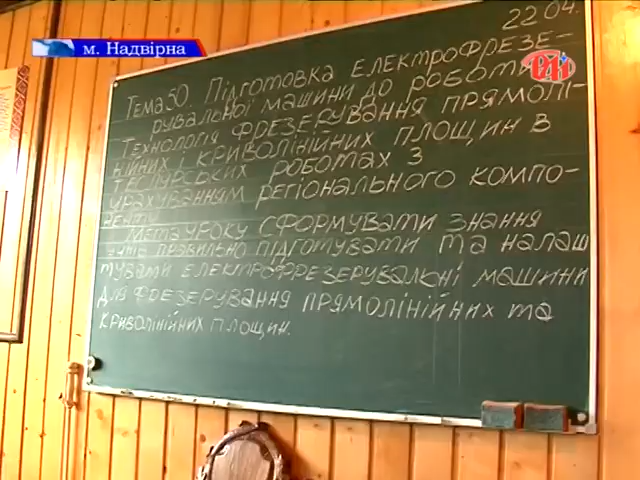 м. Надвірна
22 04.
Тема 50. Підготовка електрофрезе-
рувальної машини до роботи.
Технологія фрезерування прямолі-
нійних і криволінійних площин в
теслярських роботах з
урахуванням регіонального компо-
ненту
Мета уроку сформувати знання
учнів правильно підготувати та налаш
тувати електрофрезерувальні машини
для фрезерування прямолінійних та
криволінійних площин.